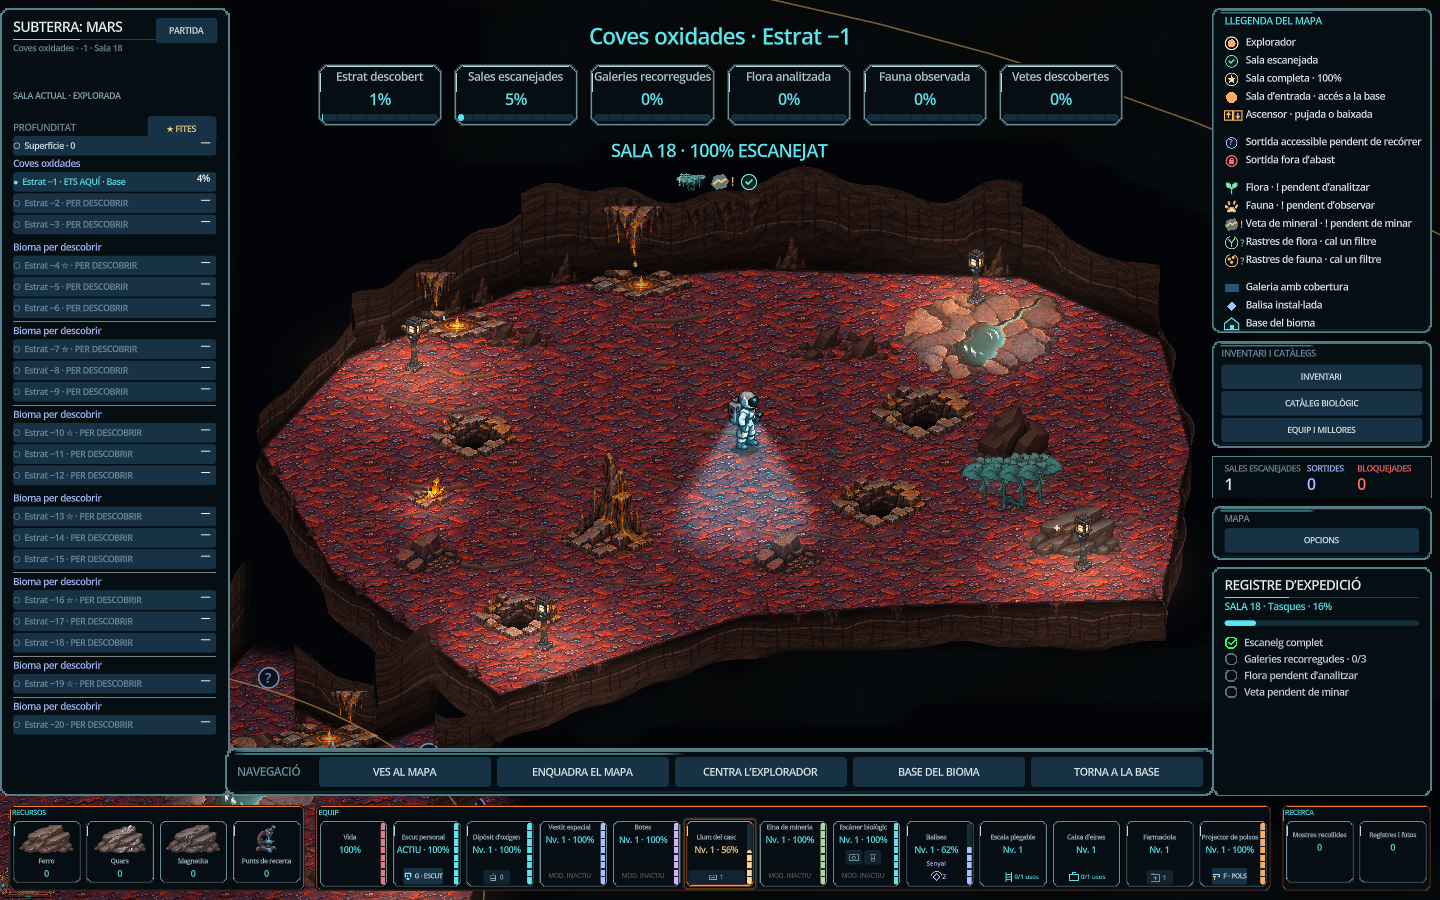 SUBTERRA: MARS
PARTIDA
Coves oxidades · -1 · Sala 18
SALA ACTUAL · EXPLORADA
PROFUNDITAT
★ FITES
Superfície · 0 —
Coves oxidades
Estrat −1 · ETS AQUÍ · Base 4%
Estrat −2 · PER DESCOBRIR —
Estrat −3 · PER DESCOBRIR —
Bioma per descobrir
Estrat −4 ☆ · PER DESCOBRIR —
Estrat −5 · PER DESCOBRIR —
Estrat −6 · PER DESCOBRIR —
Bioma per descobrir
Estrat −7 ☆ · PER DESCOBRIR —
Estrat −8 · PER DESCOBRIR —
Estrat −9 · PER DESCOBRIR —
Bioma per descobrir
Estrat −10 ☆ · PER DESCOBRIR —
Estrat −11 · PER DESCOBRIR —
Estrat −12 · PER DESCOBRIR —
Bioma per descobrir
Estrat −13 ☆ · PER DESCOBRIR —
Estrat −14 · PER DESCOBRIR —
Estrat −15 · PER DESCOBRIR —
Bioma per descobrir
Estrat −16 ☆ · PER DESCOBRIR —
Estrat −17 · PER DESCOBRIR —
Estrat −18 · PER DESCOBRIR —
Bioma per descobrir
Estrat −19 ☆ · PER DESCOBRIR —
Bioma per descobrir
Estrat −20 · PER DESCOBRIR —
Coves oxidades · Estrat −1
Estrat descobert
1%
Sales escanejades
5%
Galeries recorregudes
0%
Flora analitzada
0%
Fauna observada
0%
Vetes descobertes
0%
SALA 18 · 100% ESCANEJAT
!
?
NAVEGACIÓ
VES AL MAPA
ENQUADRA EL MAPA
CENTRA L'EXPLORADOR
BASE DEL BIOMA
TORNA A LA BASE
LLEGENDA DEL MAPA
Explorador
Sala escanejada
Sala completa · 100%
Sala d'entrada · accés a la base
Ascensor · pujada o baixada
? Sortida accessible pendent de recórrer
Sortida fora d'abast
Flora · ! pendent d'analitzar
Fauna · ! pendent d'observar
! Veta de mineral · ! pendent de minar
? Rastres de flora · cal un filtre
? Rastres de fauna · cal un filtre
Galeria amb cobertura
Balisa instal·lada
Base del bioma
INVENTARI I CATÀLEGS
INVENTARI
CATÀLEG BIOLÒGIC
EQUIP I MILLORES
SALES ESCANEJADES SORTIDES BLOQUEJADES
1 0 0
MAPA
OPCIONS
REGISTRE D'EXPEDICIÓ
SALA 18 · Tasques · 16%
Escaneig complet
Galeries recorregudes · 0/3
Flora pendent d'analitzar
Veta pendent de minar
RECURSOS
Ferro
0
Quars
0
Magnetita
0
Punts de recerca
0
EQUIP
Vida
100%
Escut personal
ACTIU · 100%
G · ESCUT
Dipòsit d'oxigen
Nv. 1 · 100%
0
Vestit espacial
Nv. 1 · 100%
MOD. INACTIU
Botes
Nv. 1 · 100%
MOD. INACTIU
Llum del casc
Nv. 1 · 56%
1
Eina de mineria
Nv. 1 · 100%
MOD. INACTIU
Escàner biològic
Nv. 1 · 100%
MOD. INACTIU
Balises
Nv. 1 · 62%
Senyal
2
Escala plegable
Nv. 1
0/1 usos
Caixa d'eines
Nv. 1
0/1 usos
Farmaciola
Nv. 1
1
Projector de polsos
Nv. 1 · 100%
F · POLS
RECERCA
Mostres recollides
0
Registres i fotos
0